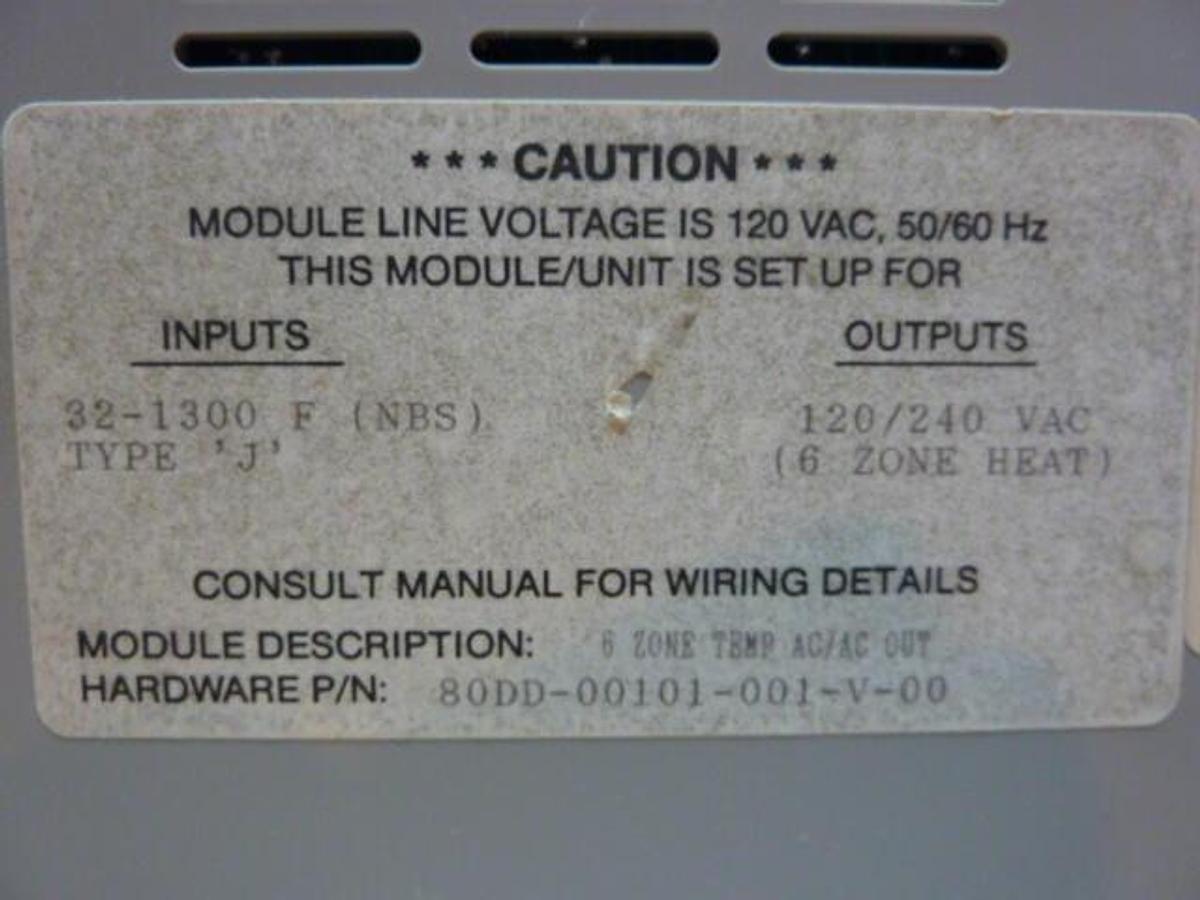 *** CAUTION ***
MODULE LINE VOLTAGE IS 120 VAC, 50/60 Hz
THIS MODULE/UNIT IS SET UP FOR
INPUTS
OUTPUTS
32-1300 F (NBS)
TYPE 'J'
120/240 VAC
(6 ZONE HEAT)
CONSULT MANUAL FOR WIRING DETAILS
MODULE DESCRIPTION: 6 ZONE TEMP AC/AC OUT
HARDWARE P/N: 80DD-00101-001-V-00